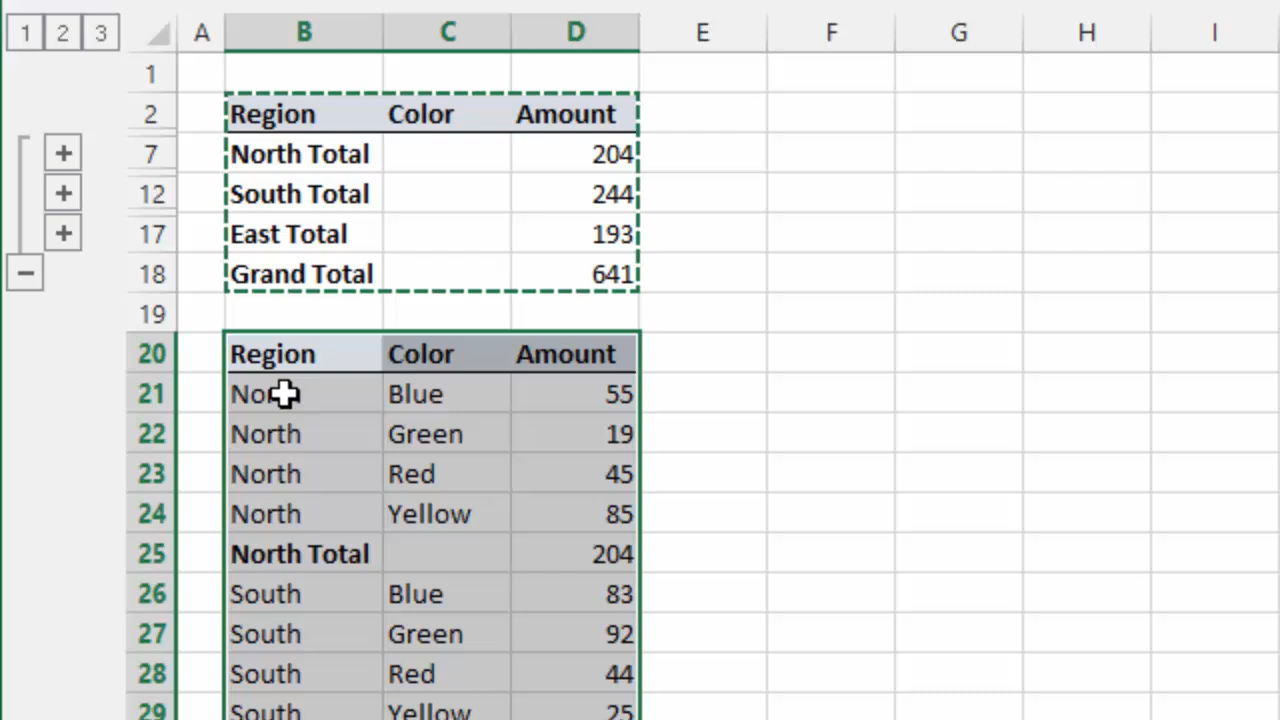 1 2 3 A B C D E F G H I
1
2 Region Color Amount
7 North Total 204
12 South Total 244
17 East Total 193
18 Grand Total 641
19
20 Region Color Amount
21 Blue 55
22 North Green 19
23 North Red 45
24 North Yellow 85
25 North Total 204
26 South Blue 83
27 South Green 92
28 South Red 44
29 South Yellow 25